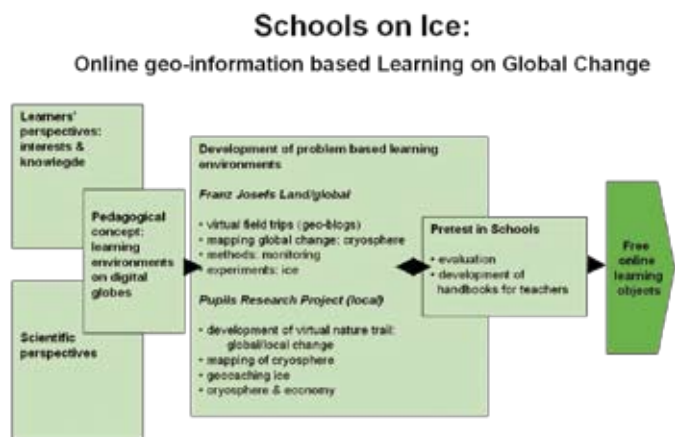 Schools on Ice:
Online geo-information based Learning on Global Change
Learners'
perspectives:
interests &
knowlegde
Pedagogical
concept:
learning
environments
on digital
globes
Scientific
perspectives
Development of problem based learning
environments
Franz Josefs Land/global
• virtual field trips (geo-blogs)
• mapping global change: cryosphere
• methods: monitoring
• experiments: ice
Pupils Research Project (local)
• development of virtual nature trail:
global/local change
• mapping of cryosphere
• geocaching ice
• cryosphere & economy
Pretest in Schools
• evaluation
• development of
handbooks for teachers
Free
online
learning
objects